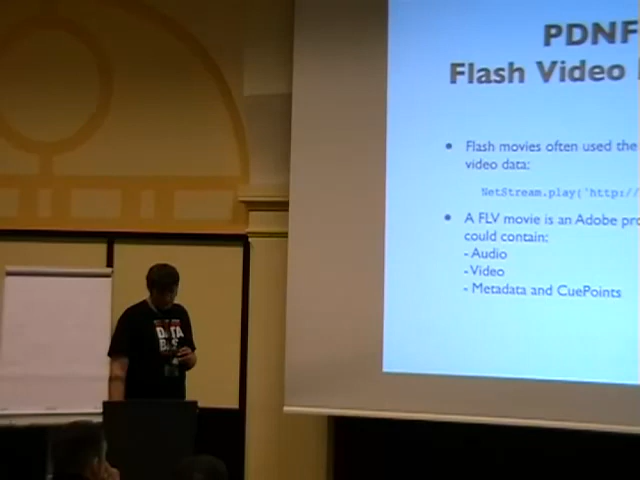 PDNF
Flash Video
Flash movies often used the
video data:
NetStream.play('http://
A FLV movie is an Adobe pro
could contain:
- Audio
- Video
- Metadata and CuePoints
DATA